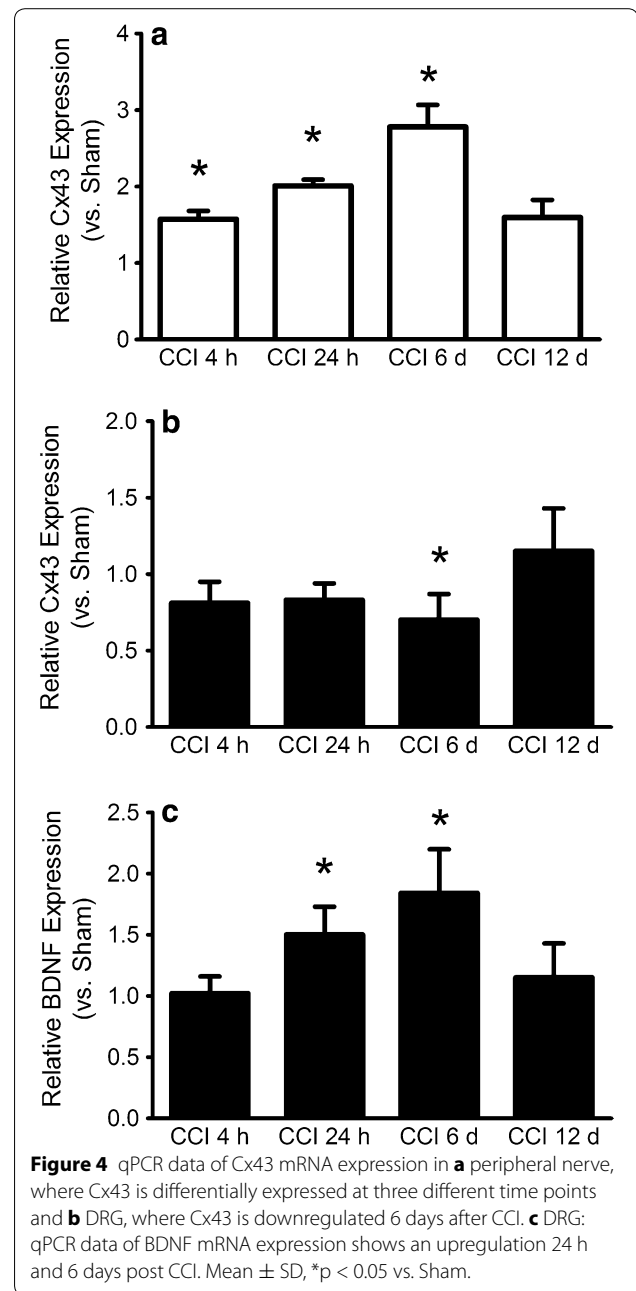 a
4
3
2
1
0
Relative Cx43 Expression
(vs. Sham)
*
*
*
CCI 4 h CCI 24 h CCI 6 d CCI 12 d
b
2.0
1.5
1.0
0.5
0.0
Relative Cx43 Expression
(vs. Sham)
*
CCI 4 h CCI 24 h CCI 6 d CCI 12 d
c
2.5
2.0
1.5
1.0
0.5
0.0
Relative BDNF Expression
(vs. Sham)
*
*
CCI 4 h CCI 24 h CCI 6 d CCI 12 d
Figure 4 qPCR data of Cx43 mRNA expression in a peripheral nerve,
where Cx43 is differentially expressed at three different time points
and b DRG, where Cx43 is downregulated 6 days after CCI. c DRG:
qPCR data of BDNF mRNA expression shows an upregulation 24 h
and 6 days post CCI. Mean ± SD, *p < 0.05 vs. Sham.